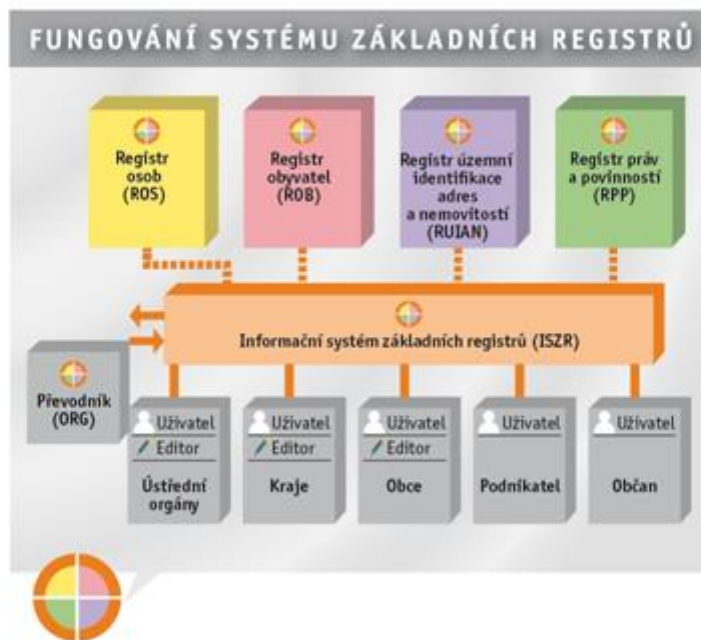 FUNGOVÁNÍ SYSTÉMU ZÁKLADNÍCH REGISTRŮ
Registr
osob
(ROS)
Registr
obyvatel
(ROB)
Registr územní
identifikace
adres
a nemovitostí
(RUIAN)
Registr práv
a povinností
(RPP)
Informační systém základních registrů (ISZR)
Převodník
(ORG)
Uživatel
Editor
Ústřední
orgány
Uživatel
Editor
Kraje
Uživatel
Editor
Obce
Uživatel
Podnikatel
Uživatel
Občan